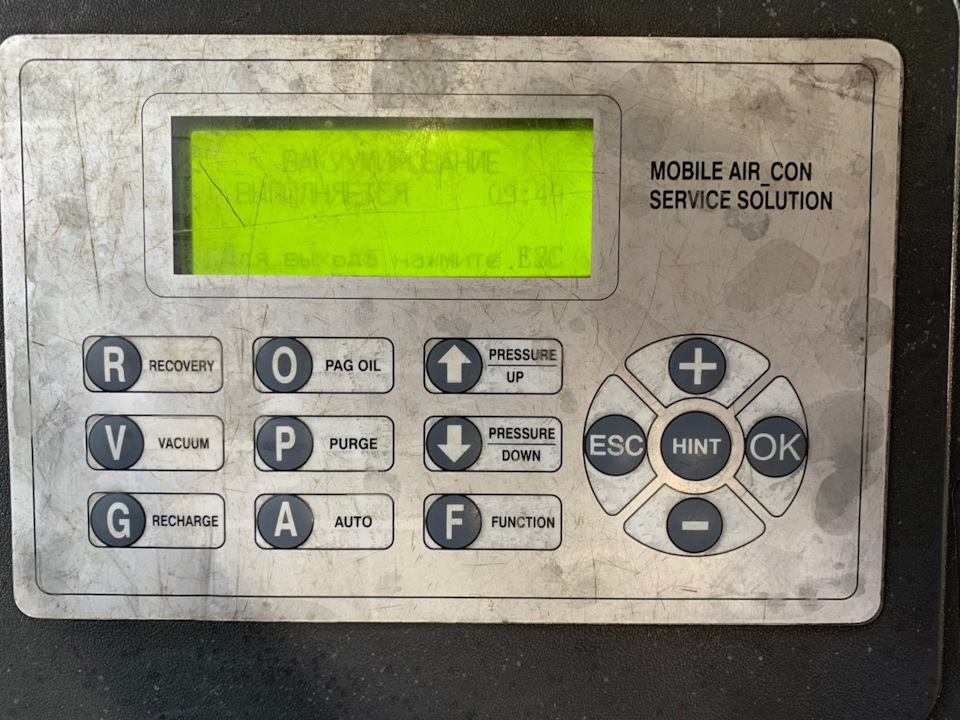 ВАКУУМИРОВАНИЕ
ВЫПОЛНЯЕТСЯ 09:49
Для выхода нажмите ESC
MOBILE AIR_CON
SERVICE SOLUTION
R RECOVERY
O PAG OIL
PRESSURE
UP
V VACUUM
P PURGE
PRESSURE
DOWN
G RECHARGE
A AUTO
F FUNCTION
+
ESC HINT OK
-